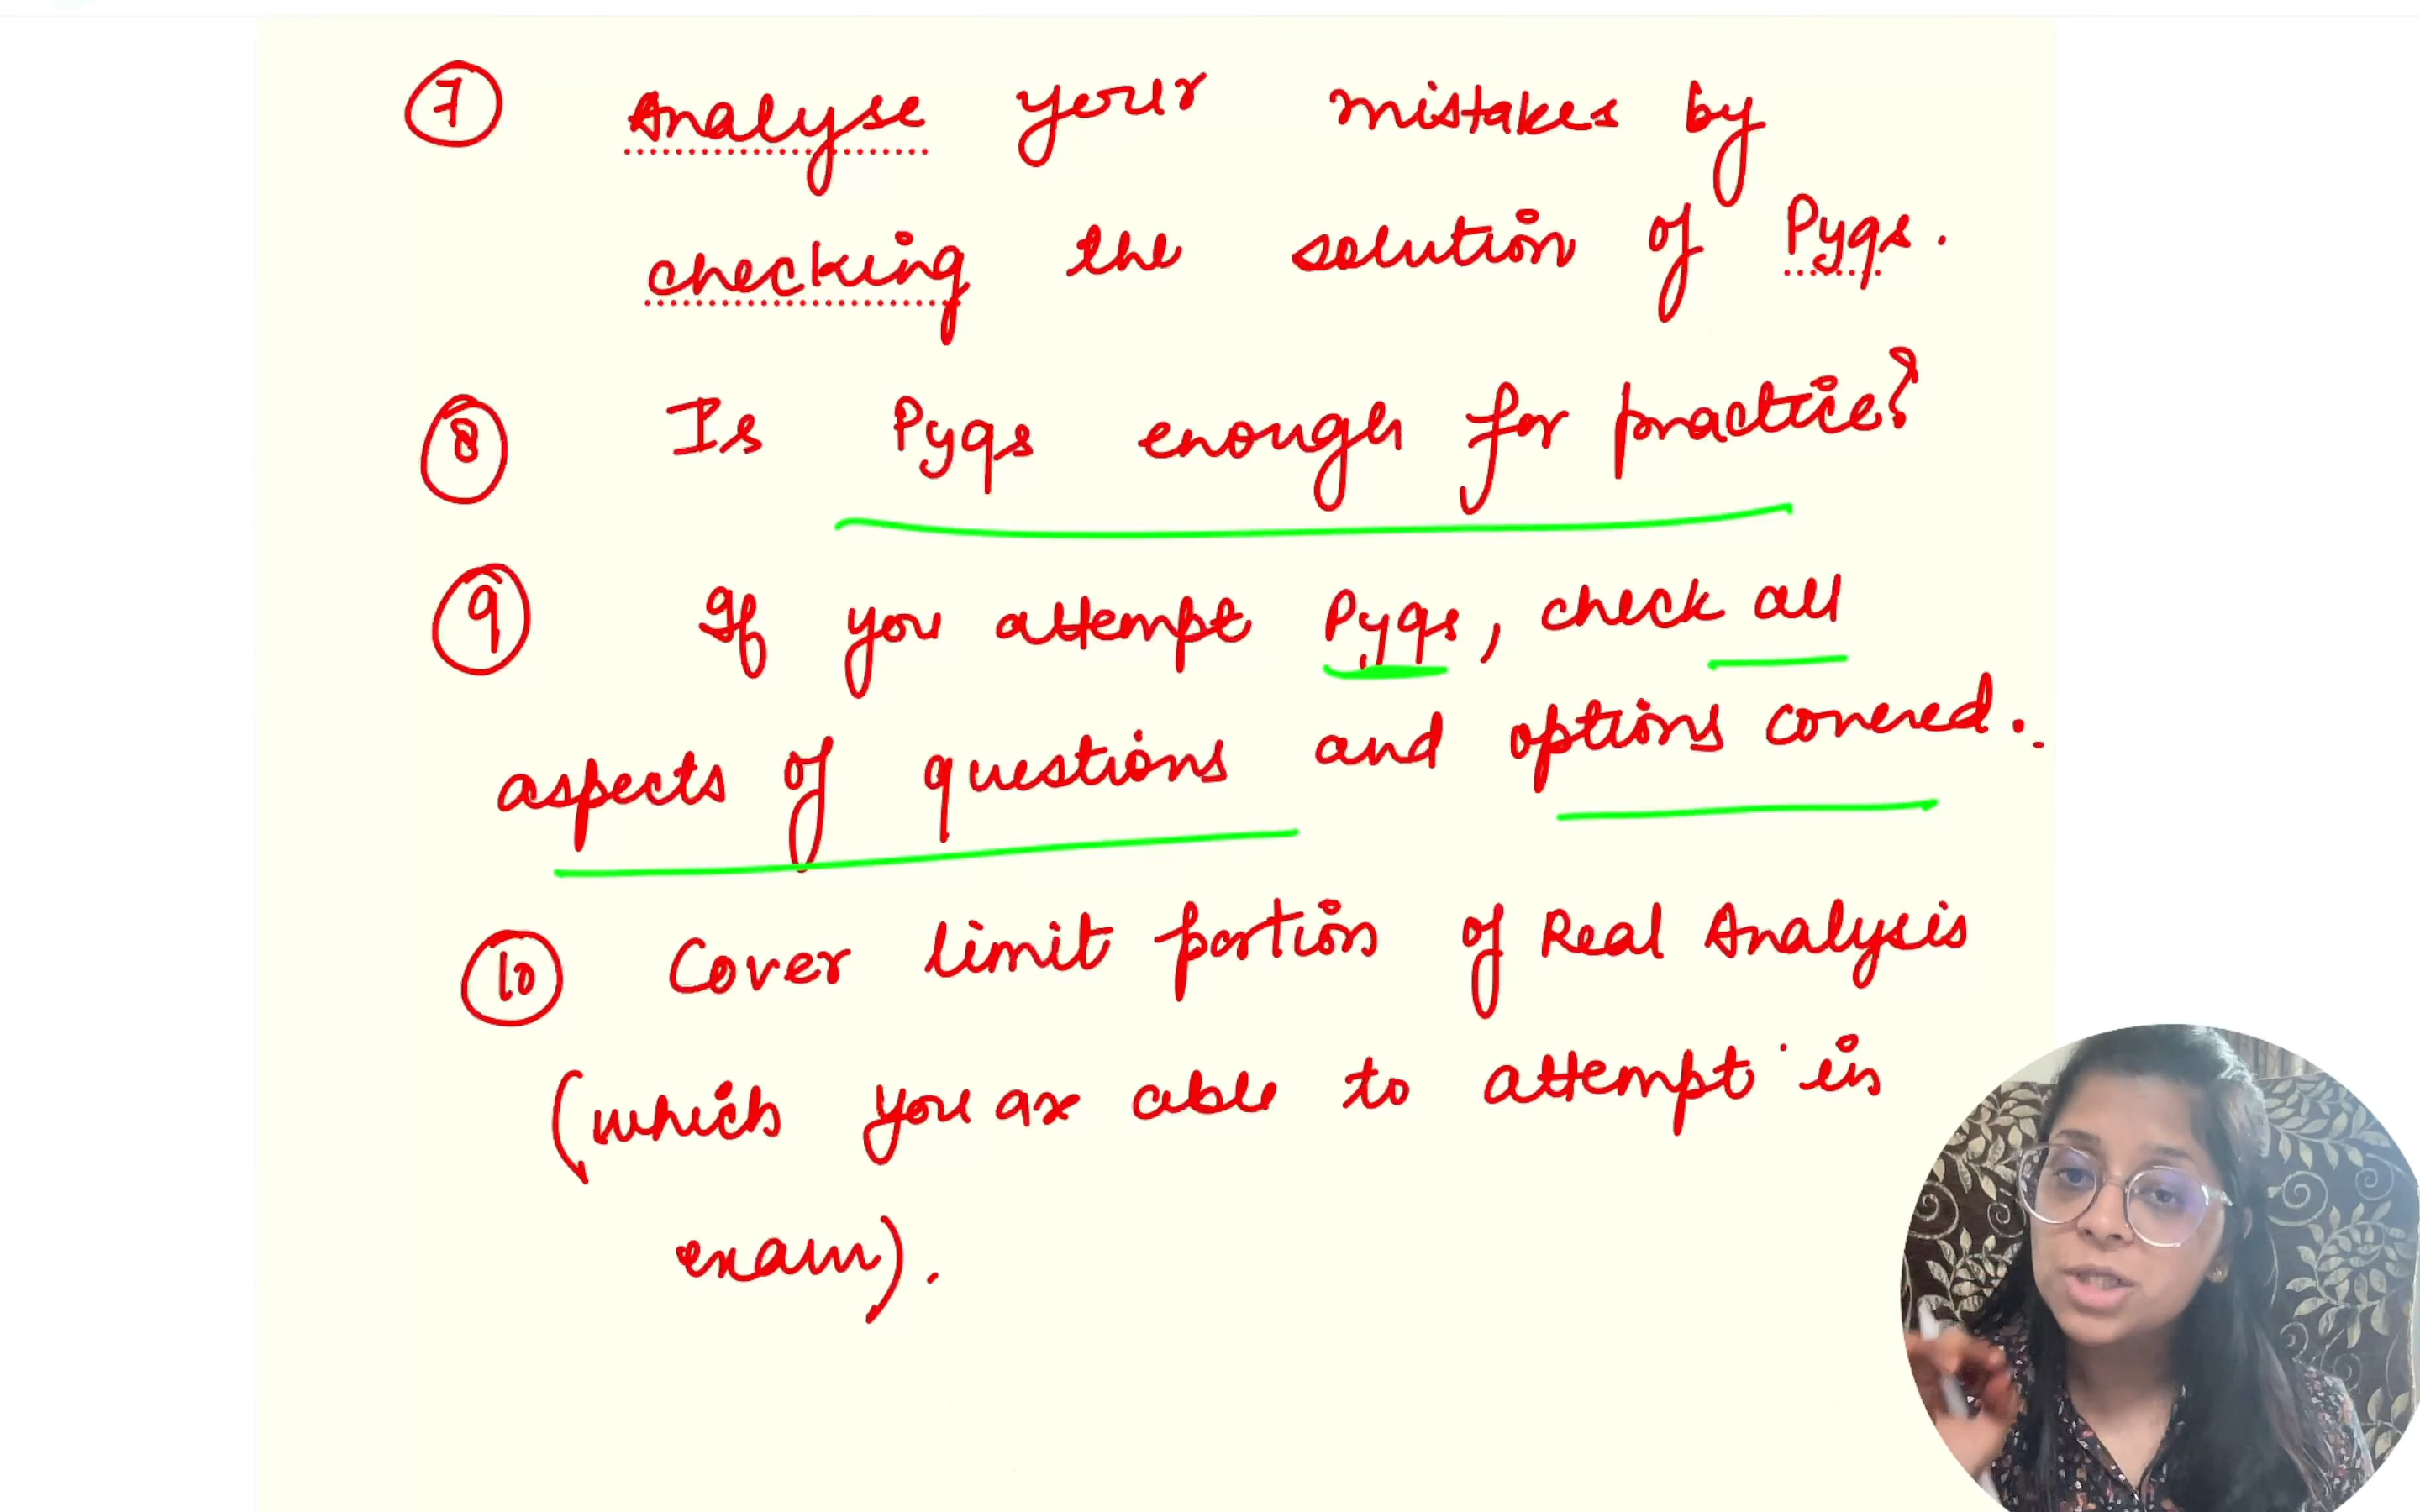 7 Analyse your mistakes by
checking the solution of Pyqs.
8 Is Pyqs enough for practice?
9 If you attempt Pyqs, check all
aspects of questions and options covered.
10 Cover limit portion of Real Analysis
(which you are able to attempt in
exam).